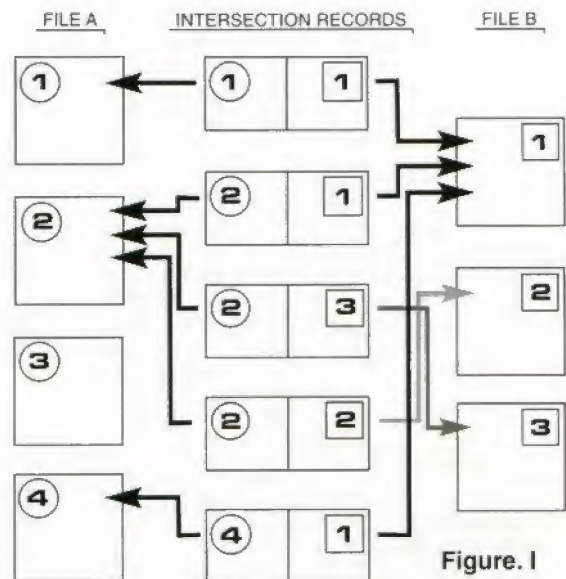 FILE A INTERSECTION RECORDS FILE B
1 1 1 1
2 2 1
2 3 2
3
2 2 3
4 4 1
Figure. I